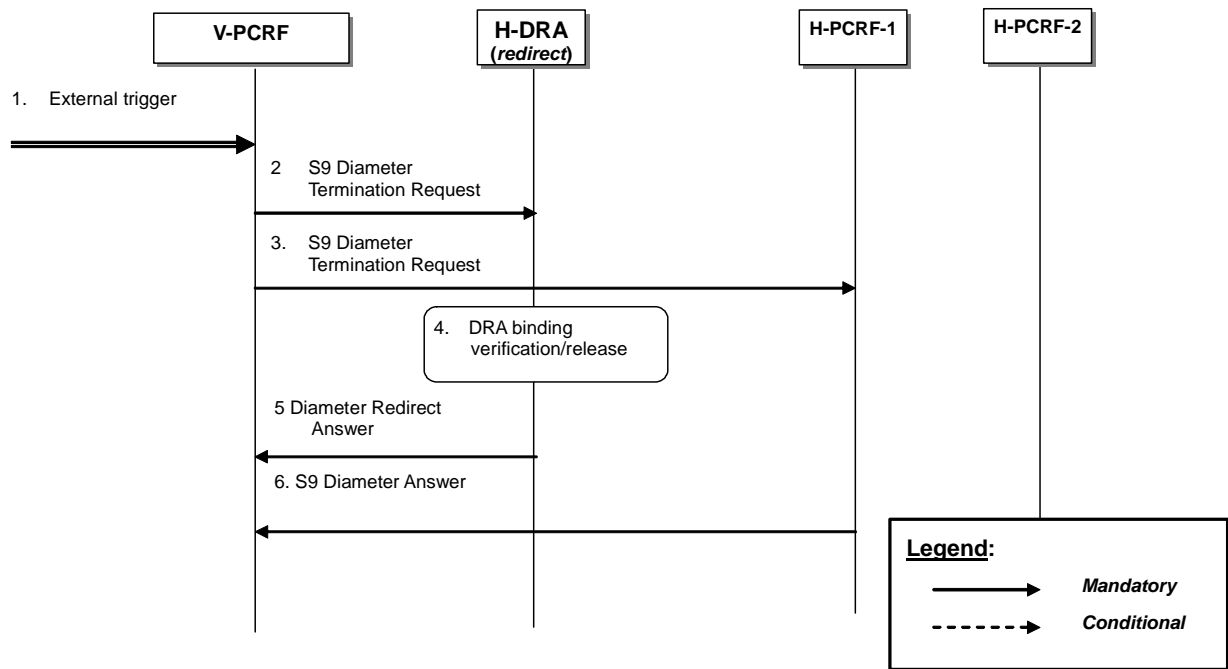 V-PCRF
H-DRA
(redirect)
H-PCRF-1
H-PCRF-2
1. External trigger
2 S9 Diameter
Termination Request
3. S9 Diameter
Termination Request
4. DRA binding
verification/release
5 Diameter Redirect
Answer
6. S9 Diameter Answer
Legend:
Mandatory
Conditional